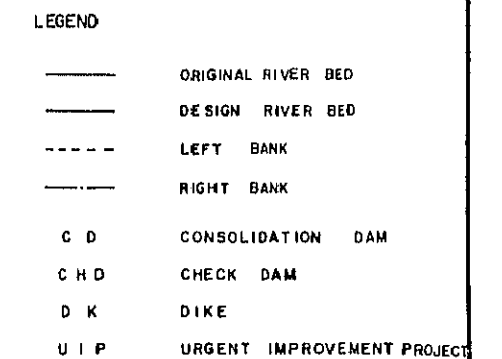 LEGEND
ORIGINAL RIVER BED
DESIGN RIVER BED
LEFT BANK
RIGHT BANK
C D CONSOLIDATION DAM
C H D CHECK DAM
D K DIKE
U I P URGENT IMPROVEMENT PROJECT